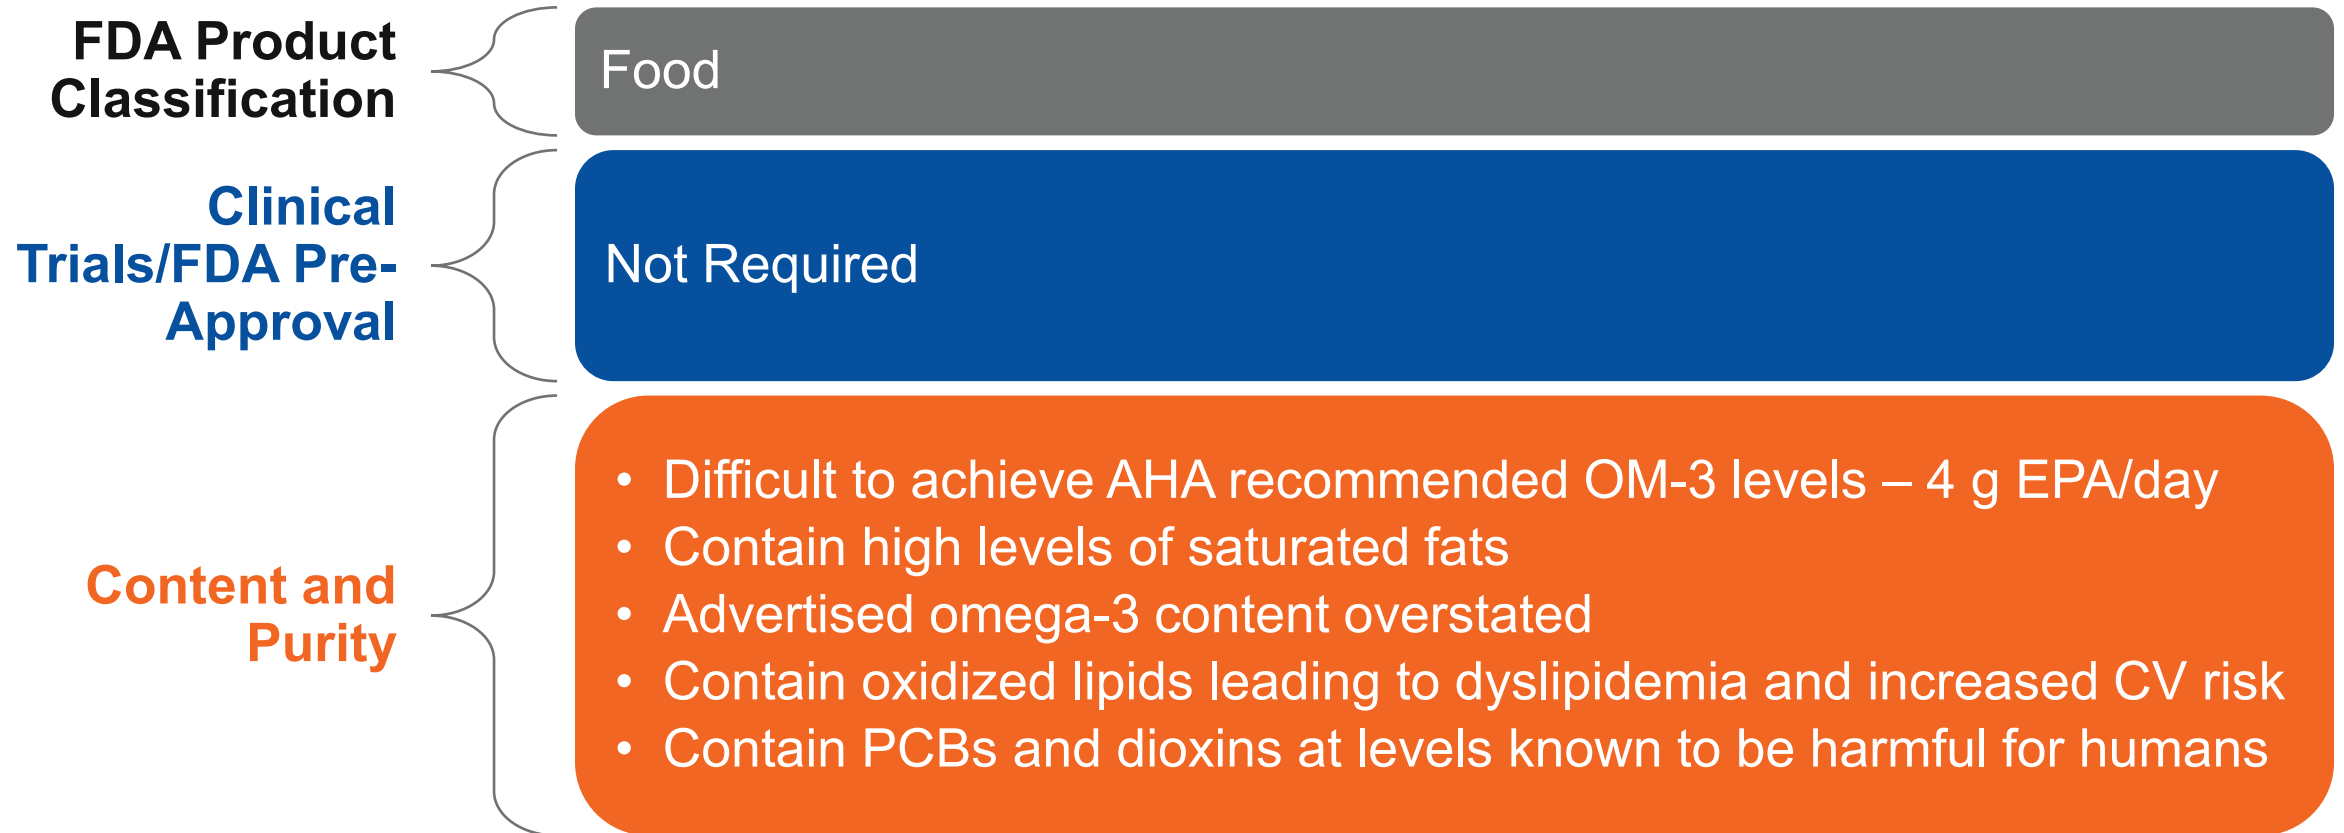 FDA Product
Classification
Food
Clinical
Trials/FDA Pre-
Approval
Not Required
Content and
Purity
• Difficult to achieve AHA recommended OM-3 levels – 4 g EPA/day
• Contain high levels of saturated fats
• Advertised omega-3 content overstated
• Contain oxidized lipids leading to dyslipidemia and increased CV risk
• Contain PCBs and dioxins at levels known to be harmful for humans